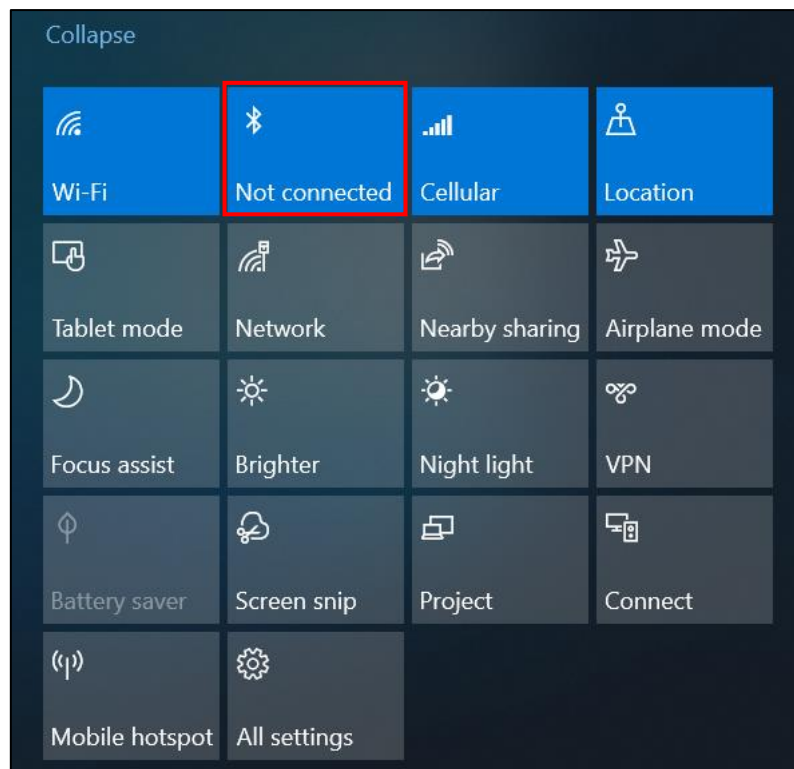 Collapse
Wi-Fi
Not connected
Cellular
Location
Tablet mode
Network
Nearby sharing
Airplane mode
Focus assist
Brighter
Night light
VPN
Battery saver
Screen snip
Project
Connect
Mobile hotspot
All settings